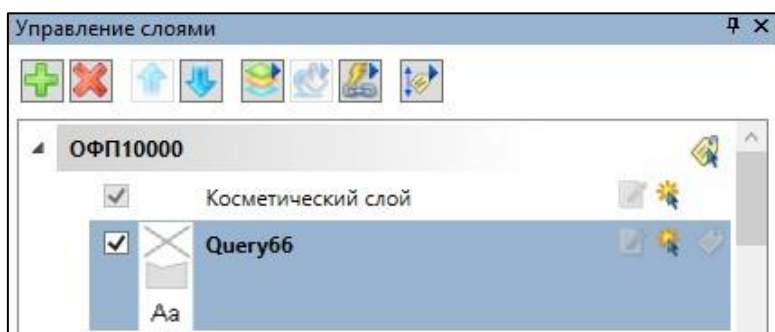 Управление слоями
ОФП10000
Косметический слой
Query66
Aa